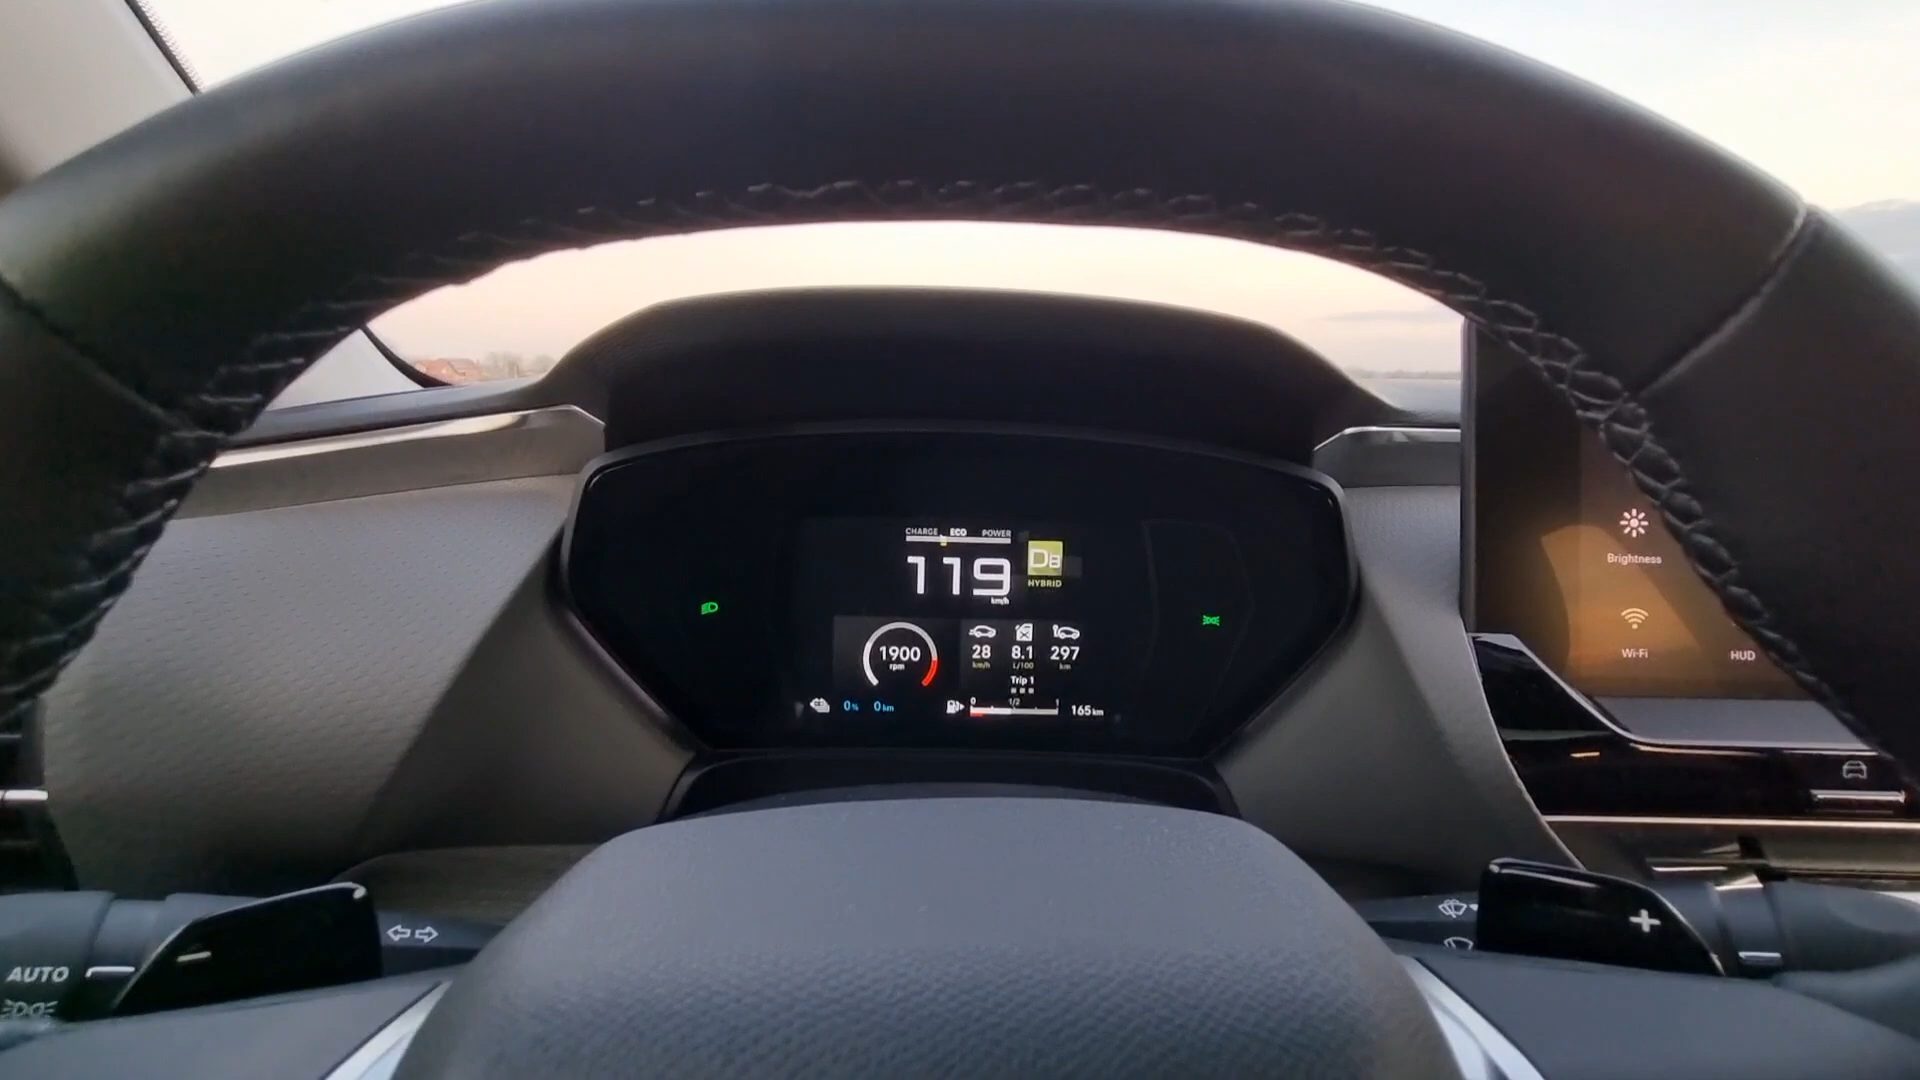 CHARGE ECO POWER
119
km/h
D8
HYBRID
1900
rpm
28 8.1 297
km/h L/100 km
Trip 1
0% 0km
0 1/2 1
165km
Brightness
Wi-Fi
HUD
AUTO